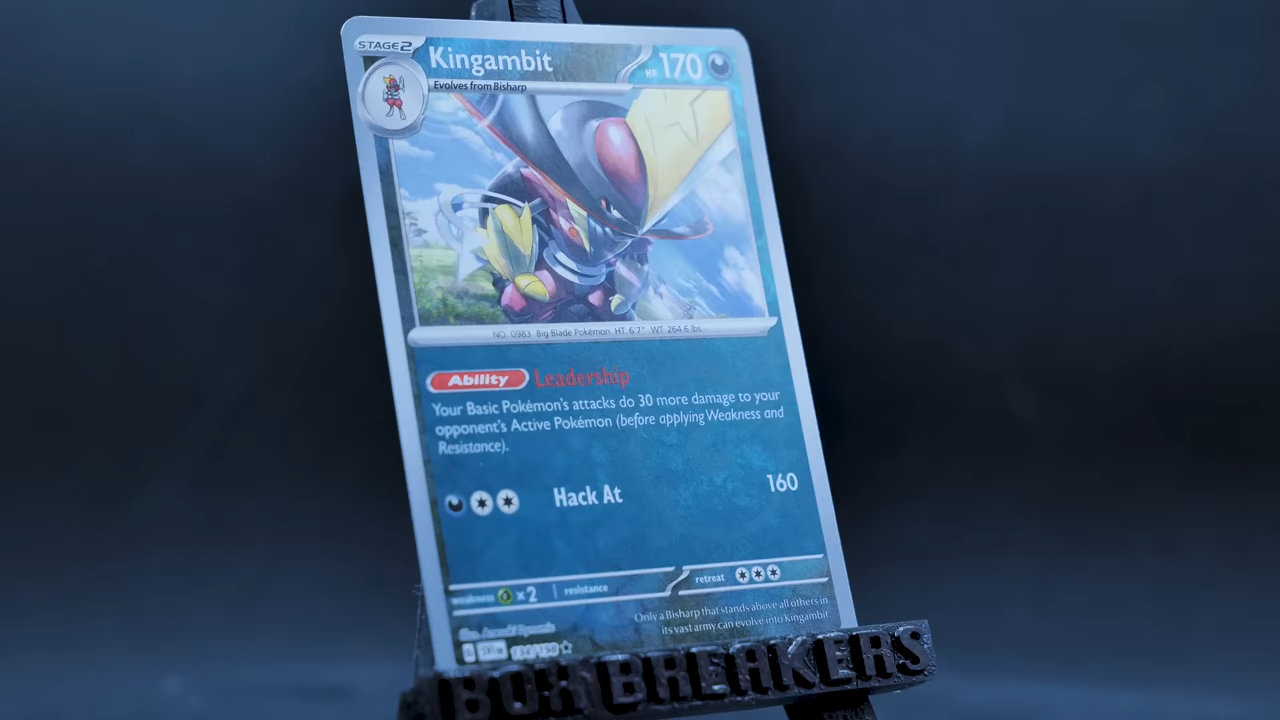 STAGE2
Kingambit
HP 170
Evolves from Bisharp
NO. 0983 Big Blade Pokémon HT. 6'7" WT. 264.6 lbs.
Ability Leadership
Your Basic Pokémon's attacks do 30 more damage to your
opponent's Active Pokémon (before applying Weakness and
Resistance).
Hack At 160
weakness ×2 resistance retreat
Only a Bisharp that stands above all others in
its vast army can evolve into Kingambit.
BOX BREAKERS